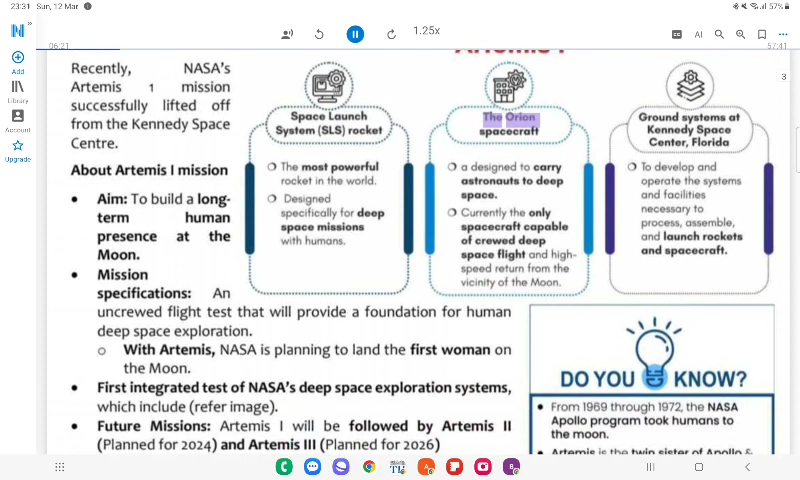 23:31 Sun, 12 Mar
57%
1.25x
AI
06:21
57:41
Add
Library
Account
Upgrade
3
Recently, NASA's
Artemis 1 mission
successfully lifted off
from the Kennedy Space
Centre.
About Artemis I mission
• Aim: To build a long-
term human
presence at the
Moon.
• Mission
specifications: An
uncrewed flight test that will provide a foundation for human
deep space exploration.
o With Artemis, NASA is planning to land the first woman on
the Moon.
• First integrated test of NASA's deep space exploration systems,
which include (refer image).
• Future Missions: Artemis I will be followed by Artemis II
(Planned for 2024) and Artemis III (Planned for 2026)
Space Launch
System (SLS) rocket
The most powerful
rocket in the world.
Designed
specifically for deep
space missions
with humans.
The Orion
spacecraft
a designed to carry
astronauts to deep
space.
Currently the only
spacecraft capable
of crewed deep
space flight and high-
speed return from the
vicinity of the Moon.
Ground systems at
Kennedy Space
Center, Florida
To develop and
operate the systems
and facilities
necessary to
process, assemble,
and launch rockets
and spacecraft.
DO YOU KNOW?
• From 1969 through 1972, the NASA
Apollo program took humans to
the moon.
• Artemis is the twin sister of Apollo &